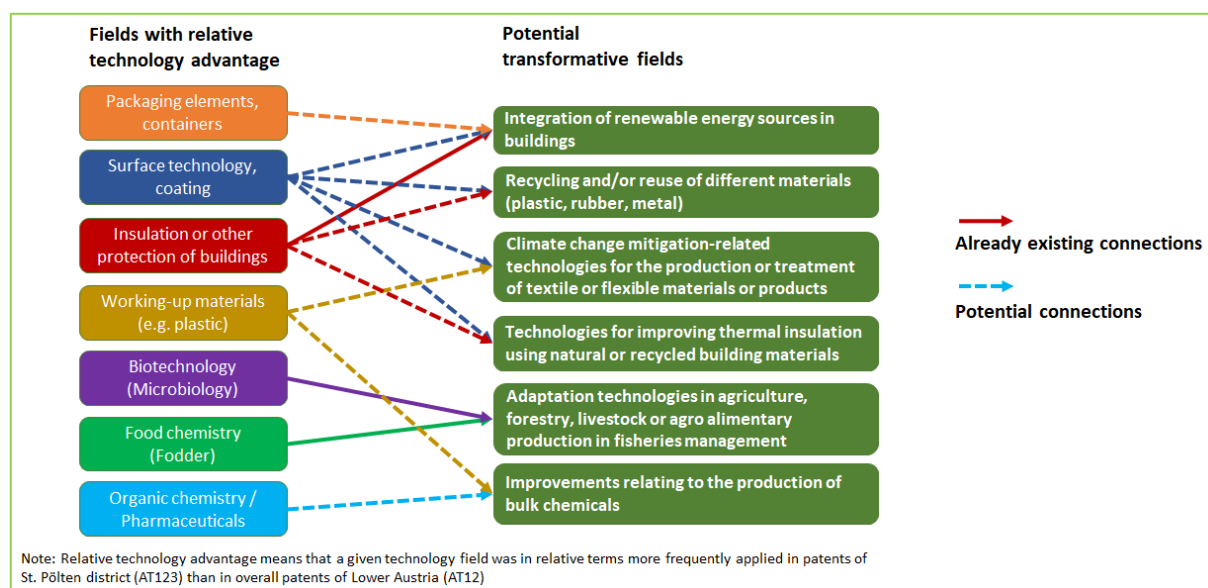 Fields with relative
technology advantage
Potential
transformative fields
Packaging elements,
containers
Surface technology,
coating
Insulation or other
protection of buildings
Working-up materials
(e.g. plastic)
Biotechnology
(Microbiology)
Food chemistry
(Fodder)
Organic chemistry /
Pharmaceuticals
Integration of renewable energy sources in
buildings
Recycling and/or reuse of different materials
(plastic, rubber, metal)
Climate change mitigation-related
technologies for the production or treatment
of textile or flexible materials or products
Technologies for improving thermal insulation
using natural or recycled building materials
Adaptation technologies in agriculture,
forestry, livestock or agro alimentary
production in fisheries management
Improvements relating to the production of
bulk chemicals
Already existing connections
Potential connections
Note: Relative technology advantage means that a given technology field was in relative terms more frequently applied in patents of
St. Pölten district (AT123) than in overall patents of Lower Austria (AT12)